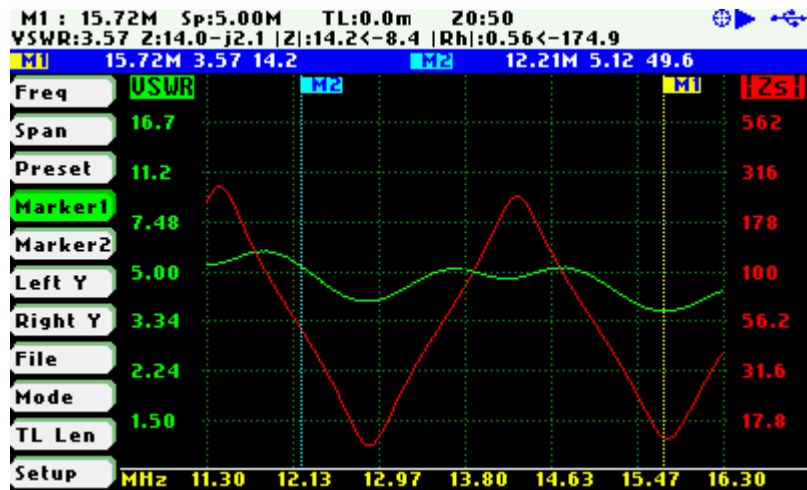 M1 : 15.72M Sp:5.00M TL:0.0m 20:50
VSWR:3.57 Z:14.0-j2.1 |Z|:14.2<-8.4 |Rh|:0.56<-174.9
M1 15.72M 3.57 14.2 M2 12.21M 5.12 49.6
Freq VSWR M2 M1 |Zs|
Span 16.7 562
Preset 11.2 316
Marker1 7.48 178
Marker2
Left Y 5.00 100
Right Y 3.34 56.2
File 2.24 31.6
Mode
TL Len 1.50 17.8
Setup
MHz 11.30 12.13 12.97 13.80 14.63 15.47 16.30